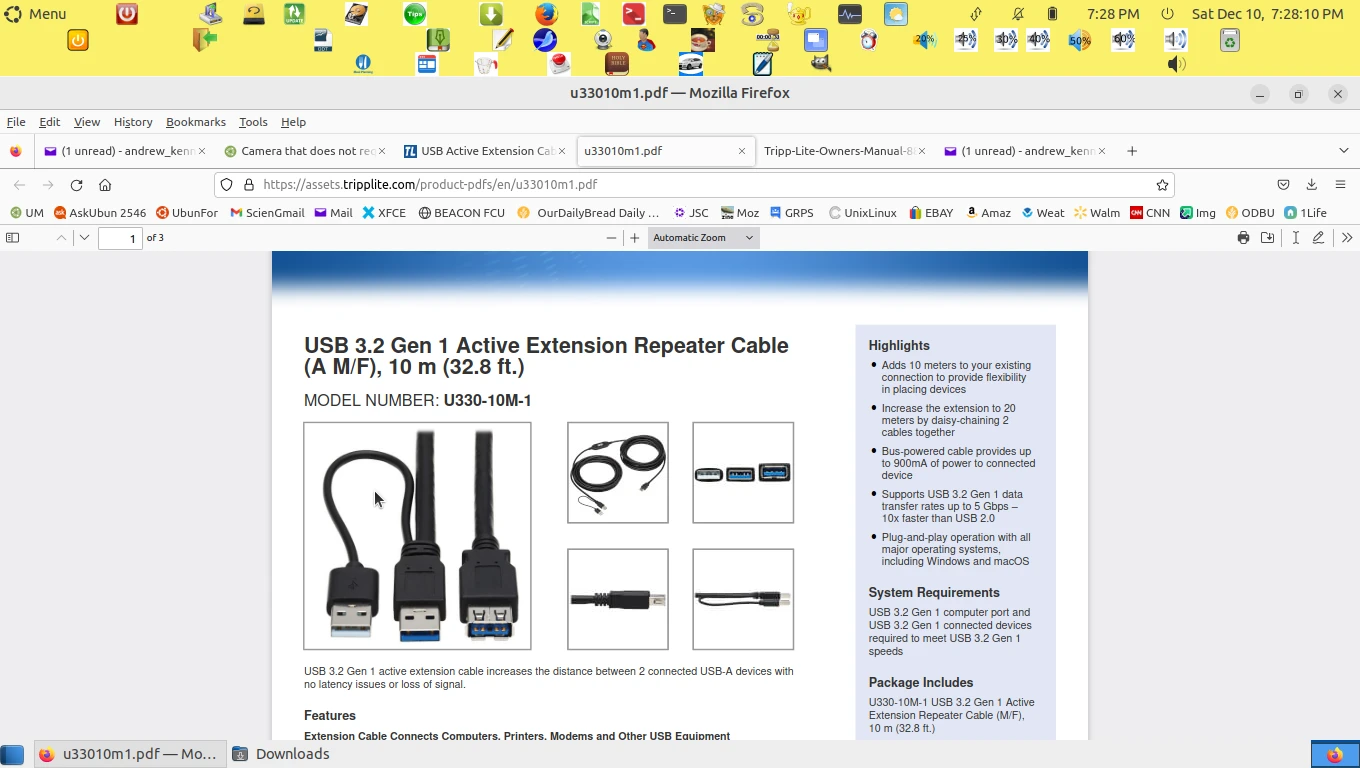 Menu
7:28 PM
Sat Dec 10, 7:28:10 PM
UPDATE
Tips
20% 25% 30% 40% 50% 60%
HOLY BIBLE
u33010m1.pdf — Mozilla Firefox
File Edit View History Bookmarks Tools Help
(1 unread) - andrew_kenn
Camera that does not req
USB Active Extension Cab
u33010m1.pdf
Tripp-Lite-Owners-Manual-8
(1 unread) - andrew_kenn
https://assets.tripplite.com/product-pdfs/en/u33010m1.pdf
UM AskUbun 2546 UbunFor ScienGmail Mail XFCE BEACON FCU OurDailyBread Daily ... JSC Moz GRPS UnixLinux EBAY Amaz Weat Walm CNN Img ODBU 1Life
1 of 3
Automatic Zoom
USB 3.2 Gen 1 Active Extension Repeater Cable
(A M/F), 10 m (32.8 ft.)
MODEL NUMBER: U330-10M-1
USB 3.2 Gen 1 active extension cable increases the distance between 2 connected USB-A devices with
no latency issues or loss of signal.
Features
Extension Cable Connects Computers, Printers, Modems and Other USB Equipment
Highlights
Adds 10 meters to your existing
connection to provide flexibility
in placing devices
Increase the extension to 20
meters by daisy-chaining 2
cables together
Bus-powered cable provides up
to 900mA of power to connected
device
Supports USB 3.2 Gen 1 data
transfer rates up to 5 Gbps –
10x faster than USB 2.0
Plug-and-play operation with all
major operating systems,
including Windows and macOS
System Requirements
USB 3.2 Gen 1 computer port and
USB 3.2 Gen 1 connected devices
required to meet USB 3.2 Gen 1
speeds
Package Includes
U330-10M-1 USB 3.2 Gen 1 Active
Extension Repeater Cable (M/F),
10 m (32.8 ft.)
u33010m1.pdf — Mo...
Downloads